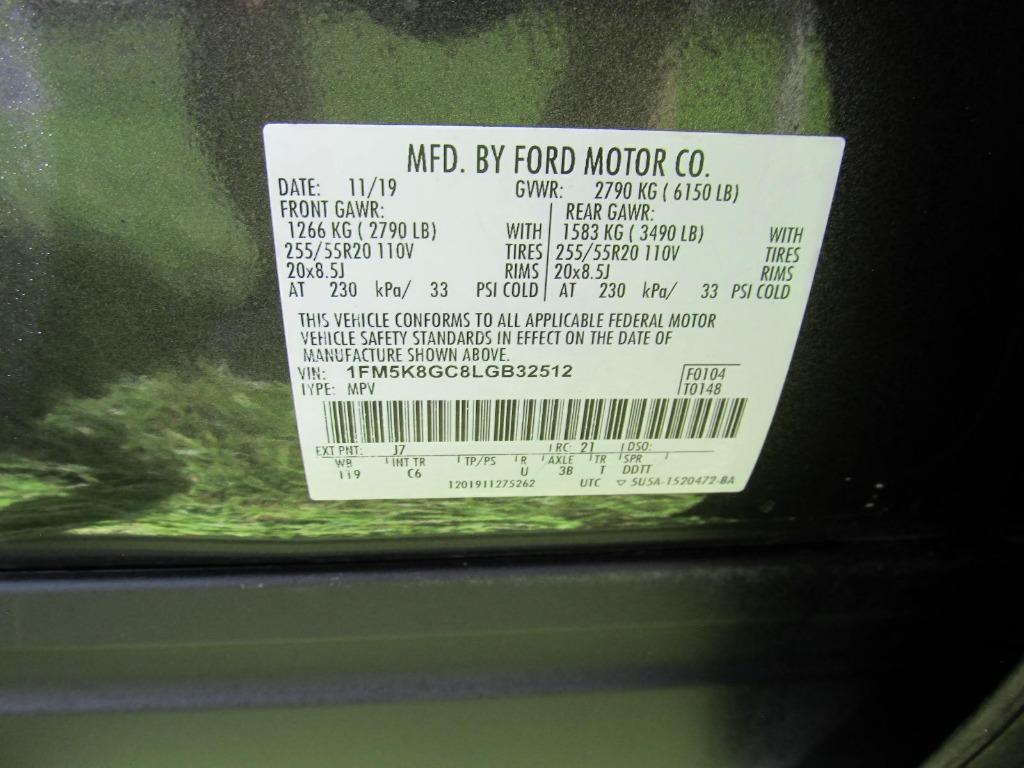 MFD. BY FORD MOTOR CO.
DATE: 11/19 GVWR: 2790 KG ( 6150 LB)
FRONT GAWR: REAR GAWR:
1266 KG ( 2790 LB) WITH 1583 KG ( 3490 LB) WITH
255/55R20 110V TIRES 255/55R20 110V TIRES
20x8.5J RIMS 20x8.5J RIMS
AT 230 kPa/ 33 PSI COLD AT 230 kPa/ 33 PSI COLD
THIS VEHICLE CONFORMS TO ALL APPLICABLE FEDERAL MOTOR
VEHICLE SAFETY STANDARDS IN EFFECT ON THE DATE OF
MANUFACTURE SHOWN ABOVE.
VIN: 1FM5K8GC8LGB32512 F0104
TYPE: MPV T0148
EXT PNT: J7 RC: 21 DSO:
WB INT TR TP/PS R AXLE TR SPR
119 C6 U 3B T DDTT
1201911275262 UTC ▽ 5U5A-1520472-BA